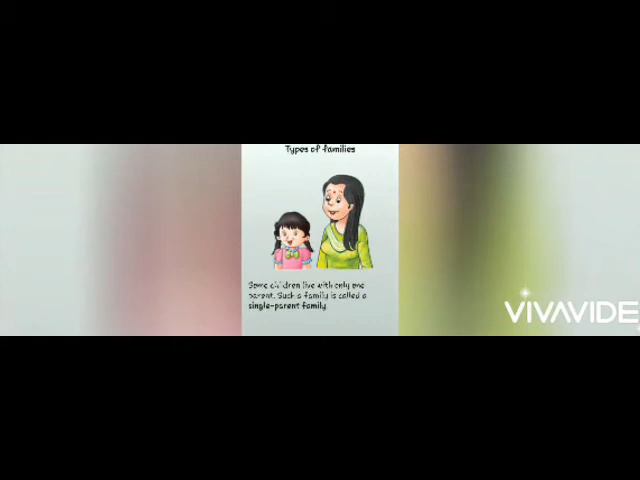 Types of families
Some children live with only one
parent. Such a family is called a
single-parent family.
VIVAVIDE